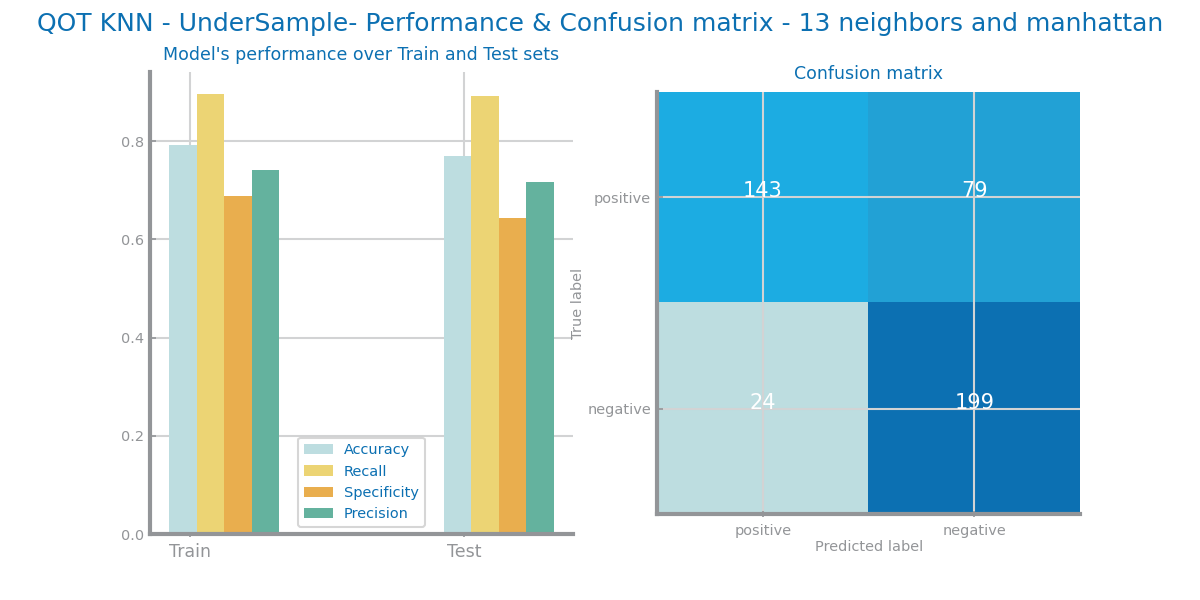 QOT KNN - UnderSample- Performance & Confusion matrix - 13 neighbors and manhattan
Model's performance over Train and Test sets
0.8
0.6
0.4
0.2
0.0
Train
Test
Accuracy
Recall
Specificity
Precision
Confusion matrix
True label
positive
negative
143
79
24
199
positive
negative
Predicted label